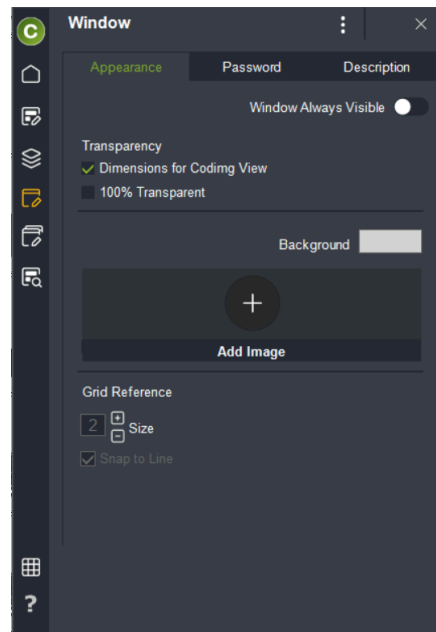 Window
C
Appearance Password Description
Window Always Visible
Transparency
Dimensions for Codimg View
100% Transparent
Background
Add Image
Grid Reference
2 Size
Snap to Line
?